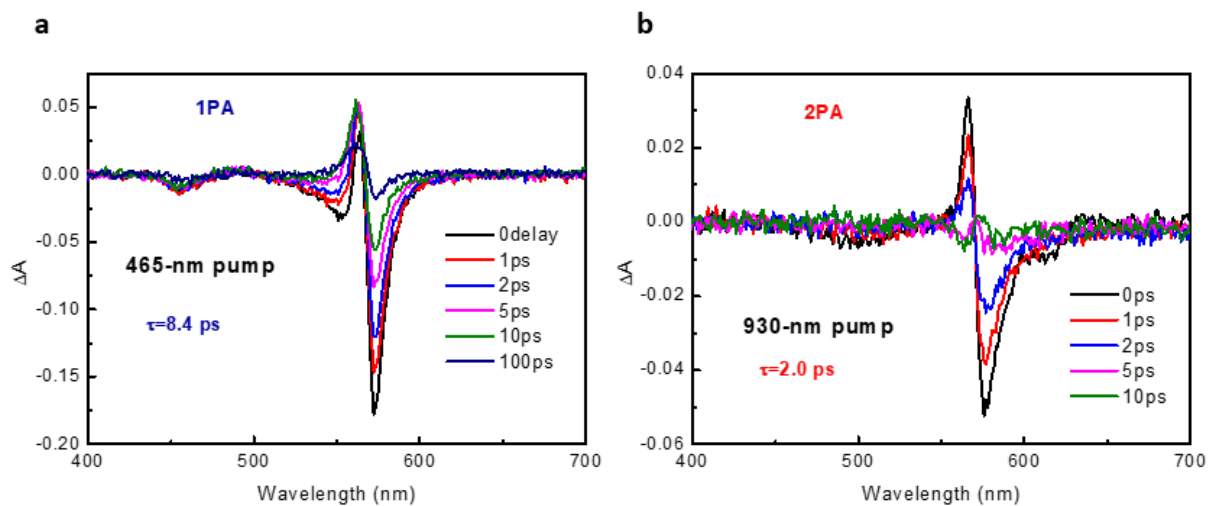 a
0.05
0.00
-0.05
-0.10
-0.15
-0.20
ΔA
1PA
465-nm pump
τ=8.4 ps
0delay
1ps
2ps
5ps
10ps
100ps
400
500
600
700
Wavelength (nm)
b
0.04
0.02
0.00
-0.02
-0.04
-0.06
ΔA
2PA
930-nm pump
τ=2.0 ps
0ps
1ps
2ps
5ps
10ps
400
500
600
700
Wavelength (nm)